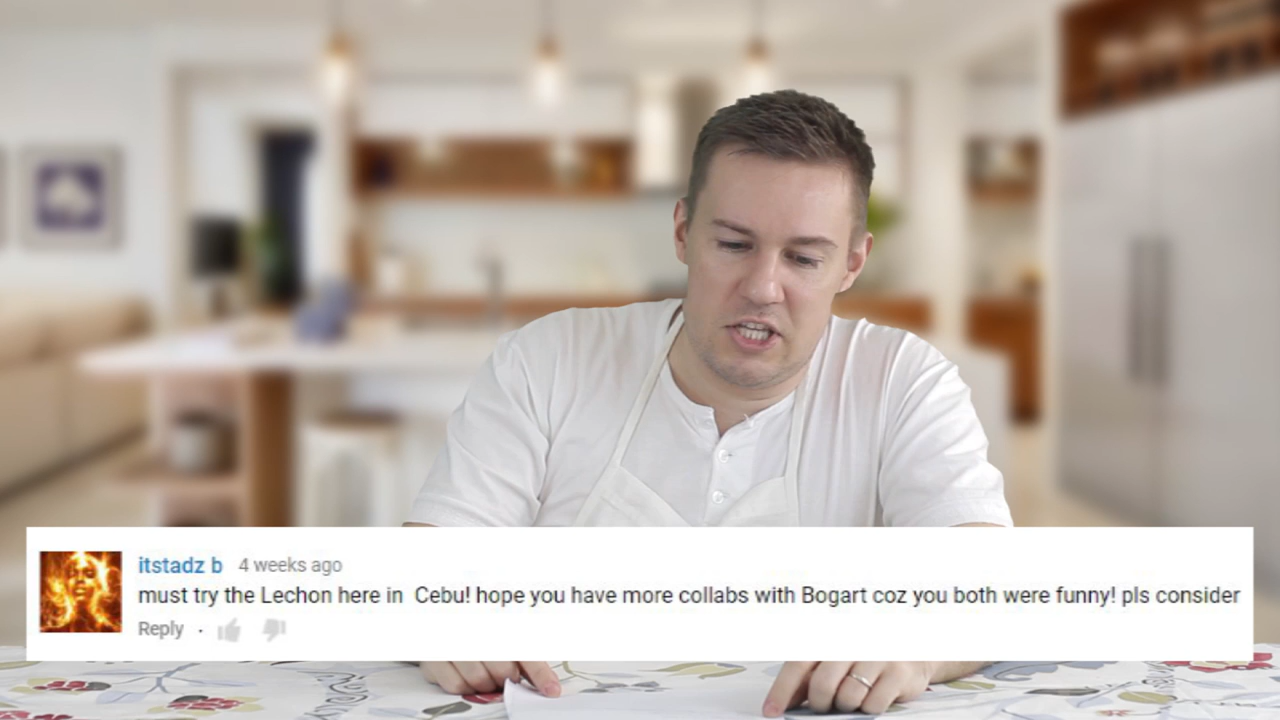 itstadz b 4 weeks ago
must try the Lechon here in  Cebu! hope you have more collabs with Bogart coz you both were funny! pls consider
Reply ·